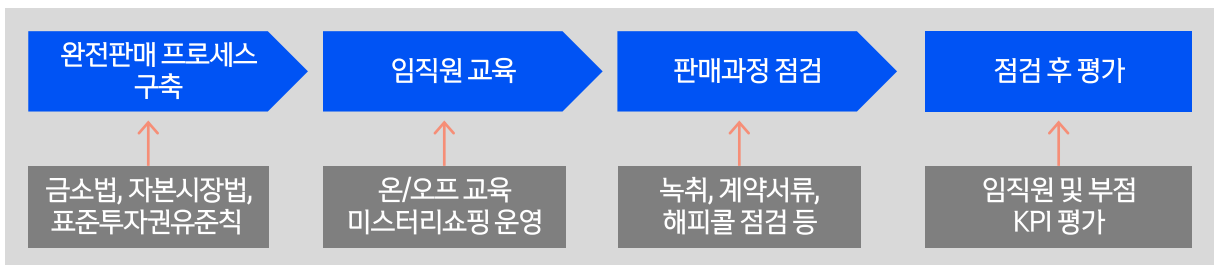 완전판매 프로세스
구축
임직원 교육
판매과정 점검
점검 후 평가
금소법, 자본시장법,
표준투자권유준칙
온/오프 교육
미스터리쇼핑 운영
녹취, 계약서류,
해피콜 점검 등
임직원 및 부점
KPI 평가